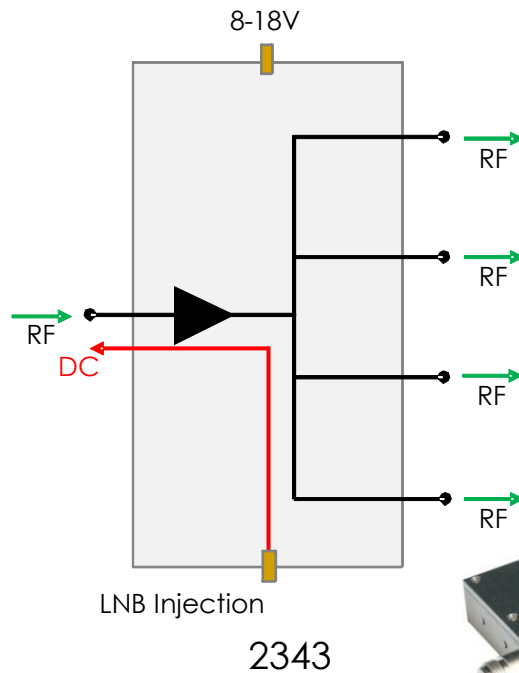 8-18V
RF
RF
RF
DC
RF
RF
LNB Injection
2343